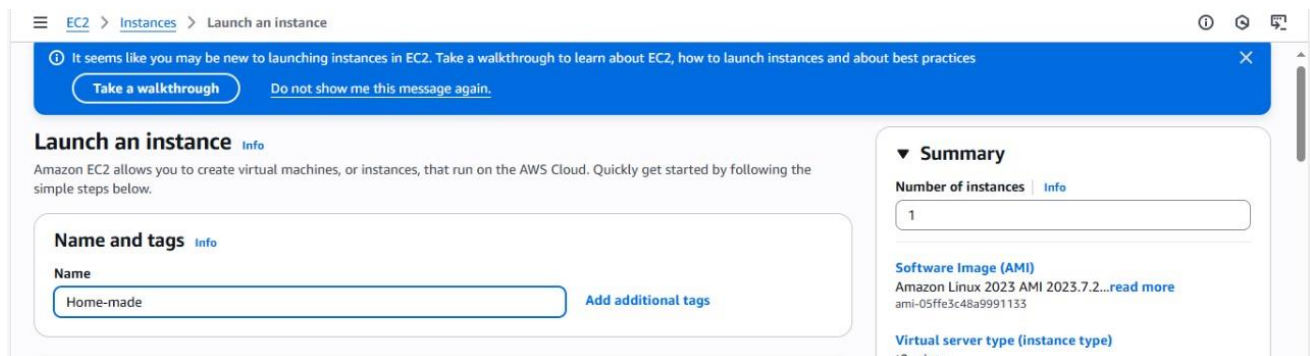 EC2 > Instances > Launch an instance
It seems like you may be new to launching instances in EC2. Take a walkthrough to learn about EC2, how to launch instances and about best practices
Take a walkthrough Do not show me this message again.
Launch an instance Info
Amazon EC2 allows you to create virtual machines, or instances, that run on the AWS Cloud. Quickly get started by following the
simple steps below.
Name and tags Info
Name
Home-made
Add additional tags
Summary
Number of instances Info
1
Software Image (AMI)
Amazon Linux 2023 AMI 2023.7.2...read more
ami-05ffe3c48a9991133
Virtual server type (instance type)